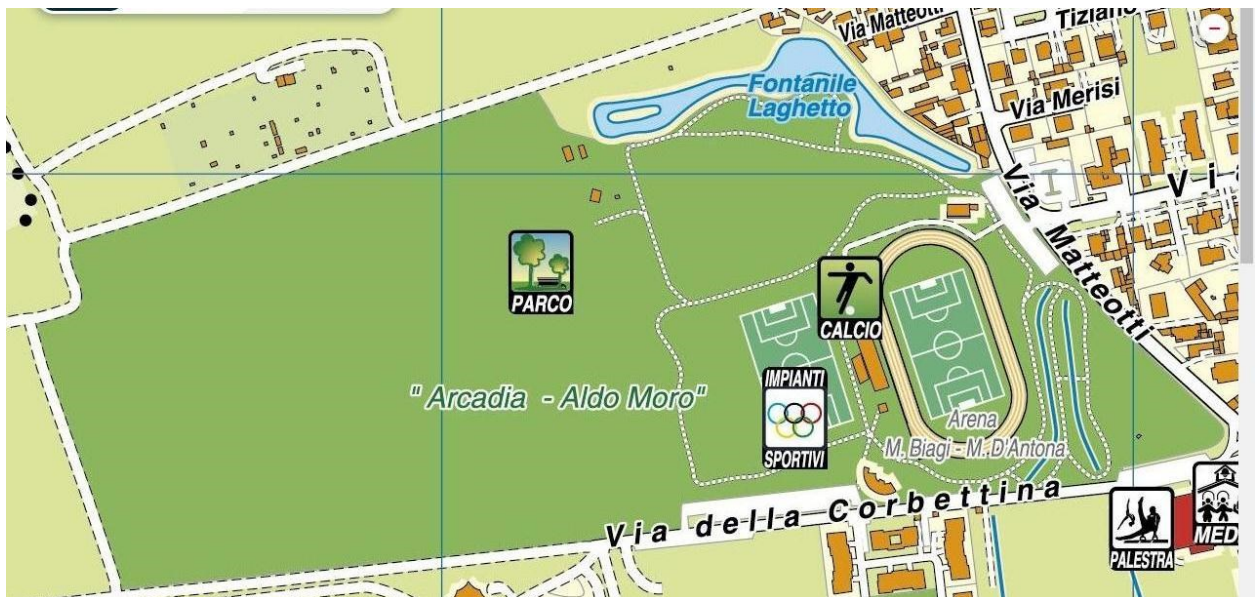 Via Matteotti
Tiziano
Fontanile
Laghetto
Via Merisi
Via Matteotti
PARCO
CALCIO
" Arcadia - Aldo Moro"
IMPIANTI
SPORTIVI
Arena
M. Biagi - M. D'Antona
Via della Corbettina
PALESTRA